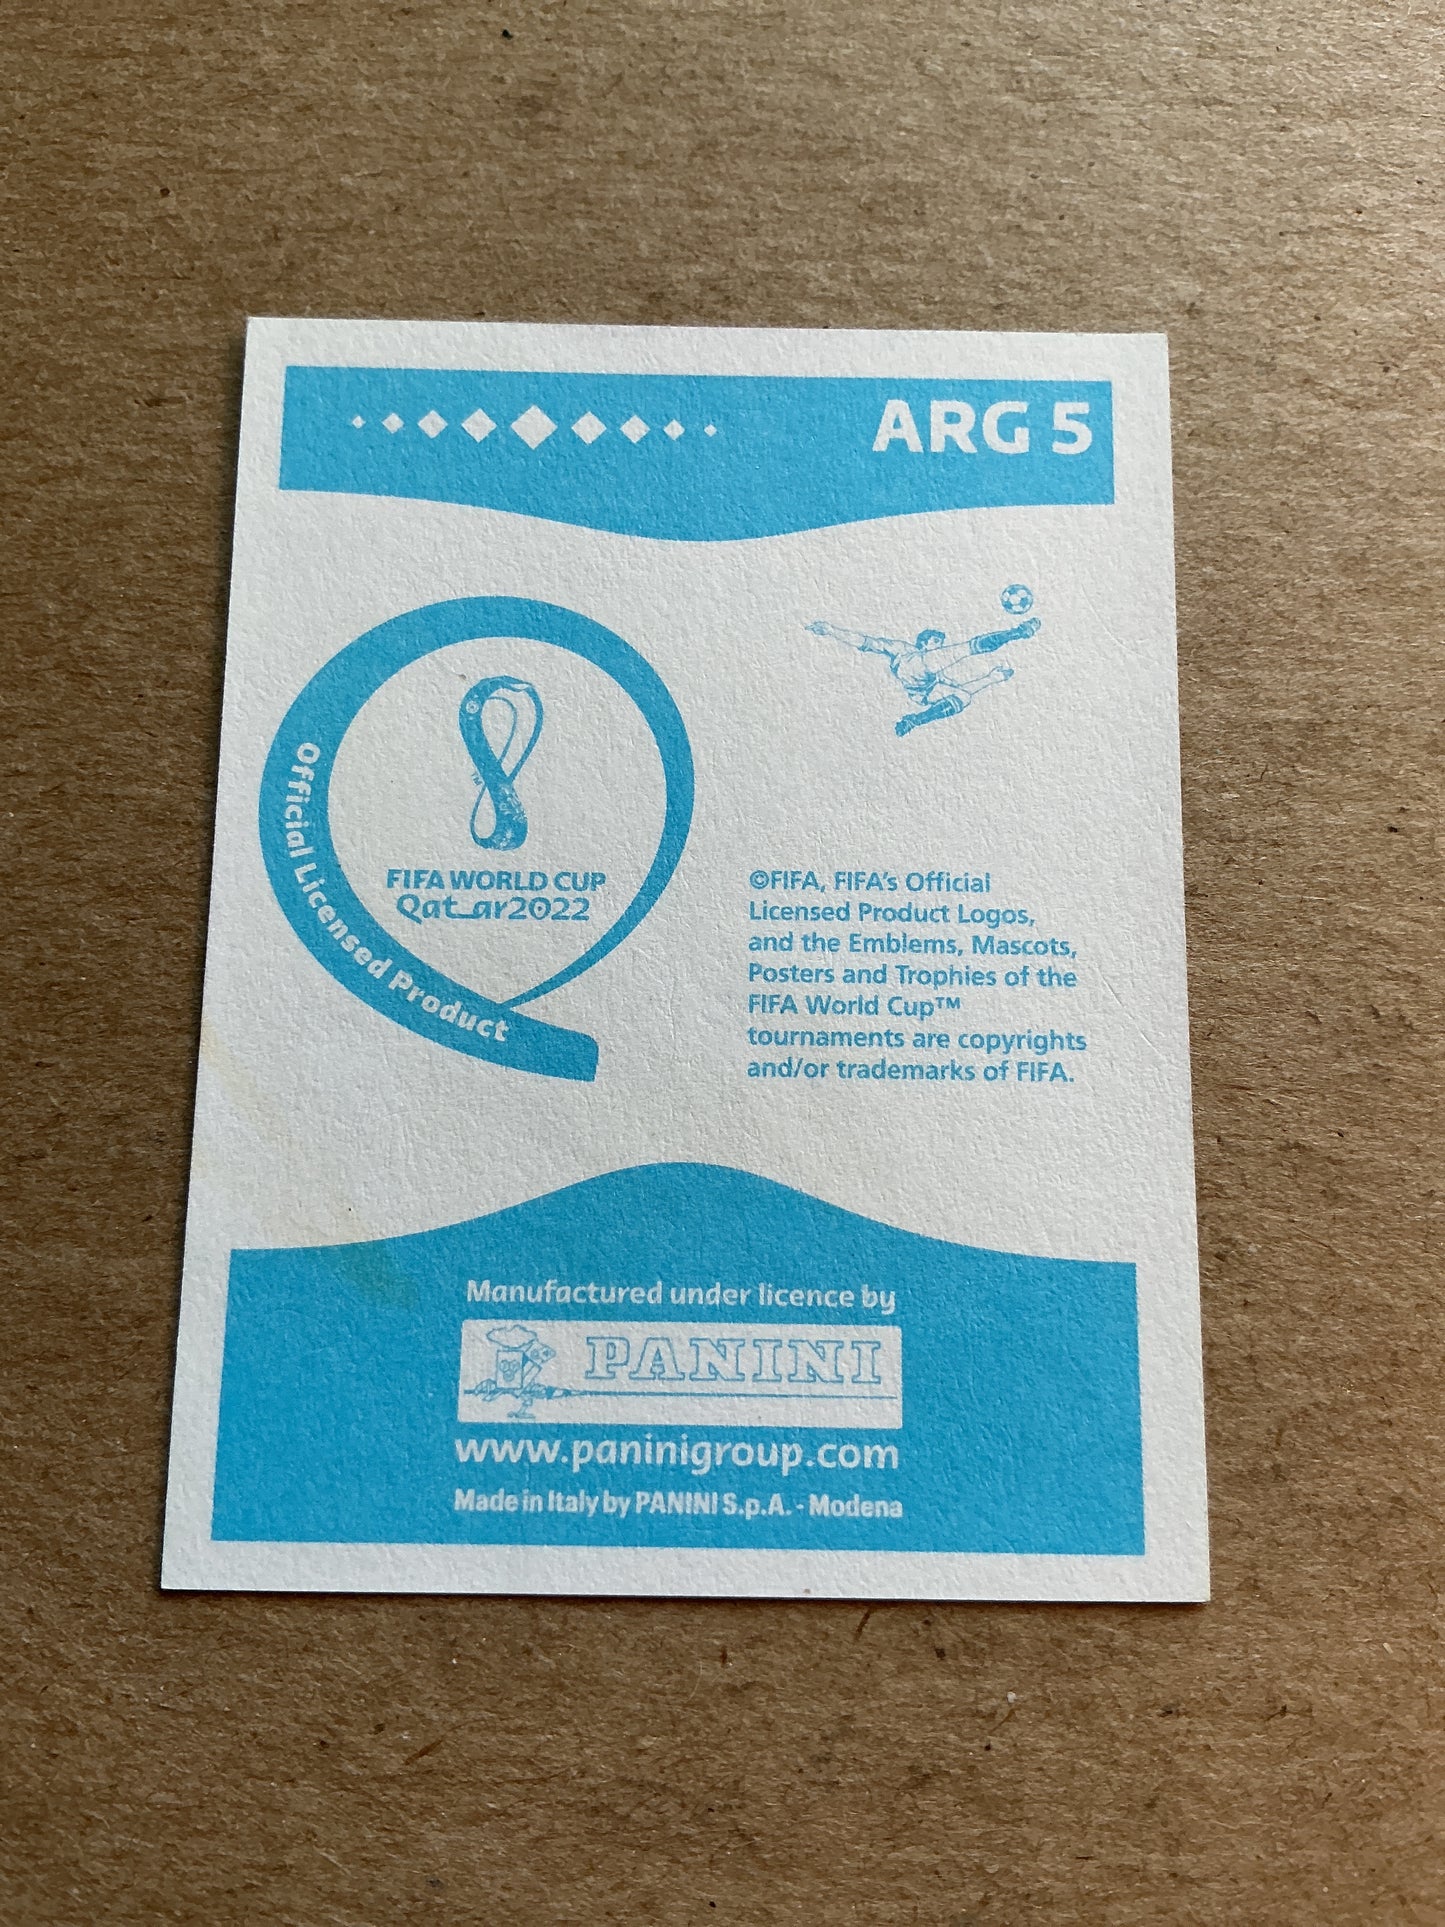 ARG 5
Official Licensed Product
TM
FIFA WORLD CUP
Qatar2022
©FIFA, FIFA's Official
Licensed Product Logos,
and the Emblems, Mascots,
Posters and Trophies of the
FIFA World Cup™
tournaments are copyrights
and/or trademarks of FIFA.
Manufactured under licence by
PANINI
www.paninigroup.com
Made in Italy by PANINI S.p.A. - Modena